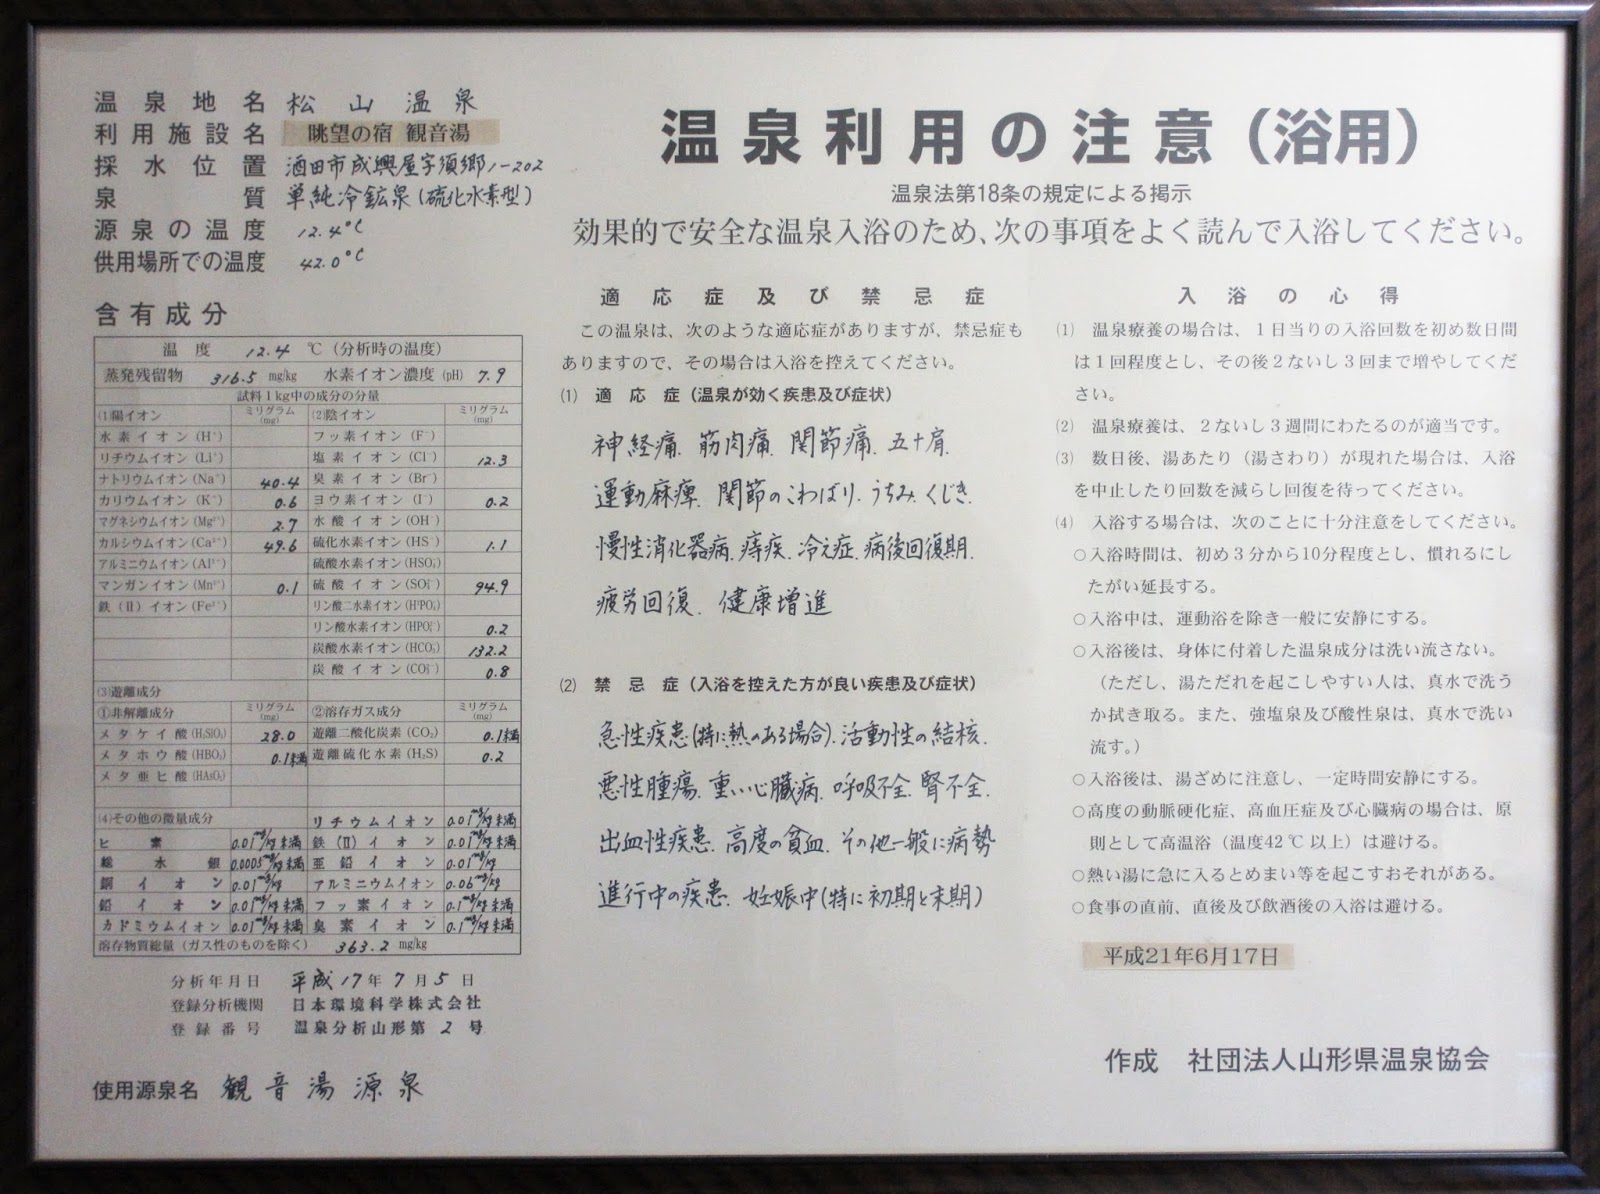 温泉地名 松山温泉
利用施設名 眺望の宿 観音湯
採水位置 酒田市成興屋字須郷1-202
泉質 単純冷鉱泉(硫化水素型)
源泉の温度 12.4℃
供用場所での温度 42.0℃
含有成分
温度 12.4 ℃(分析時の温度)
蒸発残留物 316.5 mg/kg 水素イオン濃度(pH) 7.9
試料1kg中の成分の分量
(1)陽イオン ミリグラム(mg) (2)陰イオン ミリグラム(mg)
水素イオン(H⁺) フッ素イオン(F⁻)
リチウムイオン(Li⁺) 塩素イオン(Cl⁻) 12.3
ナトリウムイオン(Na⁺) 40.4 臭素イオン(Br⁻)
カリウムイオン(K⁺) 0.6 ヨウ素イオン(I⁻) 0.2
マグネシウムイオン(Mg²⁺) 2.7 水酸イオン(OH⁻)
カルシウムイオン(Ca²⁺) 49.6 硫化水素イオン(HS⁻) 1.1
アルミニウムイオン(Al³⁺) 硫酸水素イオン(HSO₄⁻)
マンガンイオン(Mn²⁺) 0.1 硫酸イオン(SO₄²⁻) 94.9
鉄(II)イオン(Fe²⁺) リン酸二水素イオン(H₂PO₄⁻)
リン酸水素イオン(HPO₄²⁻) 0.2
炭酸水素イオン(HCO₃⁻) 132.2
炭酸イオン(CO₃²⁻) 0.8
(3)遊離成分
①非解離成分 ミリグラム(mg) ②溶存ガス成分 ミリグラム(mg)
メタケイ酸(H₂SiO₃) 28.0 遊離二酸化炭素(CO₂) 0.1未満
メタホウ酸(HBO₂) 0.1未満 遊離硫化水素(H₂S) 0.2
メタ亜ヒ酸(HAsO₂)
(4)その他の微量成分 リチウムイオン 0.01mg/kg未満
ヒ素 0.01mg/kg未満 鉄(II)イオン 0.01mg/kg未満
総水銀 0.0005mg/kg未満 亜鉛イオン 0.01mg/kg
銅イオン 0.01mg/kg アルミニウムイオン 0.06mg/kg
鉛イオン 0.01mg/kg未満 フッ素イオン 0.1mg/kg未満
カドミウムイオン 0.01mg/kg未満 臭素イオン 0.1mg/kg未満
溶存物質総量(ガス性のものを除く) 363.2 mg/kg
分析年月日 平成17年7月5日
登録分析機関 日本環境科学株式会社
登録番号 温泉分析山形第2号
使用源泉名 観音湯源泉
温泉利用の注意(浴用)
温泉法第18条の規定による掲示
効果的で安全な温泉入浴のため、次の事項をよく読んで入浴してください。
適応症及び禁忌症
この温泉は、次のような適応症がありますが、禁忌症も
ありますので、その場合は入浴を控えてください。
(1) 適応症(温泉が効く疾患及び症状)
神経痛. 筋肉痛. 関節痛. 五十肩.
運動麻痺. 関節のこわばり. うちみ. くじき.
慢性消化器病. 痔疾. 冷え症. 病後回復期.
疲労回復. 健康増進
(2) 禁忌症(入浴を控えた方が良い疾患及び症状)
急性疾患(特に熱のある場合). 活動性の結核.
悪性腫瘍. 重い心臓病. 呼吸不全. 腎不全.
出血性疾患. 高度の貧血. その他一般に病勢
進行中の疾患. 妊娠中(特に初期と末期)
入浴の心得
(1) 温泉療養の場合は、1日当りの入浴回数を初め数日間
は1回程度とし、その後2ないし3回まで増やしてくだ
さい。
(2) 温泉療養は、2ないし3週間にわたるのが適当です。
(3) 数日後、湯あたり(湯さわり)が現れた場合は、入浴
を中止したり回数を減らし回復を待ってください。
(4) 入浴する場合は、次のことに十分注意をしてください。
○入浴時間は、初め3分から10分程度とし、慣れるにし
たがい延長する。
○入浴中は、運動浴を除き一般に安静にする。
○入浴後は、身体に付着した温泉成分は洗い流さない。
(ただし、湯ただれを起こしやすい人は、真水で洗う
か拭き取る。また、強塩泉及び酸性泉は、真水で洗い
流す。)
○入浴後は、湯ざめに注意し、一定時間安静にする。
○高度の動脈硬化症、高血圧症及び心臓病の場合は、原
則として高温浴(温度42℃以上)は避ける。
○熱い湯に急に入るとめまい等を起こすおそれがある。
○食事の直前、直後及び飲酒後の入浴は避ける。
平成21年6月17日
作成 社団法人山形県温泉協会